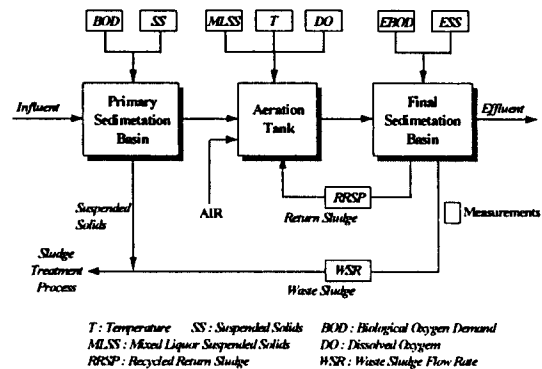 BOD SS MLSS T DO EBOD ESS
Influent
Primary
Sedimetation
Basin
Aeration
Tank
Final
Sedimetation
Basin
Effluent
AIR
RRSP
Return Sludge
Measurements
Suspended
Solids
Sludge
Treatment
Process
WSR
Waste Sludge
T : Temperature SS : Suspended Solids BOD : Biological Oxygen Demand
MLSS : Mixed Liquor Suspended Solids DO : Dissolved Oxygem
RRSP : Recycled Return Sludge WSR : Waste Sludge Flow Rate